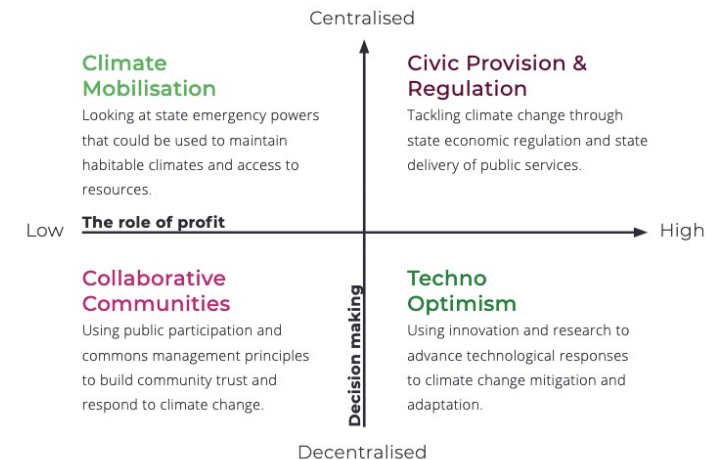 Centralised
Climate
Mobilisation
Looking at state emergency powers
that could be used to maintain
habitable climates and access to
resources.
Civic Provision &
Regulation
Tackling climate change through
state economic regulation and state
delivery of public services.
Low
The role of profit
High
Collaborative
Communities
Using public participation and
commons management principles
to build community trust and
respond to climate change.
Decision making
Techno
Optimism
Using innovation and research to
advance technological responses
to climate change mitigation and
adaptation.
Decentralised